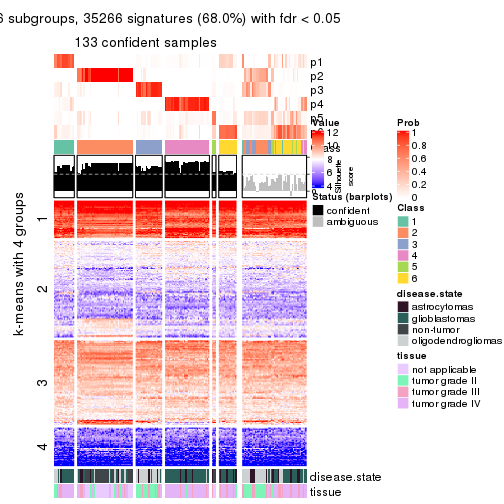 6 subgroups, 35266 signatures (68.0%) with fdr < 0.05
133 confident samples
p1
p2
p3
p4
p5
Value
12
10
8
6
4
Class
Silhouette
score
Prob
1
0.8
0.6
0.4
0.2
0
Status (barplots)
confident
ambiguous
Class
1
2
3
4
5
6
disease.state
astrocytomas
glioblastomas
non-tumor
oligodendrogliomas
tissue
not applicable
tumor grade II
tumor grade III
tumor grade IV
k-means with 4 groups
1
2
3
4
disease.state
tissue